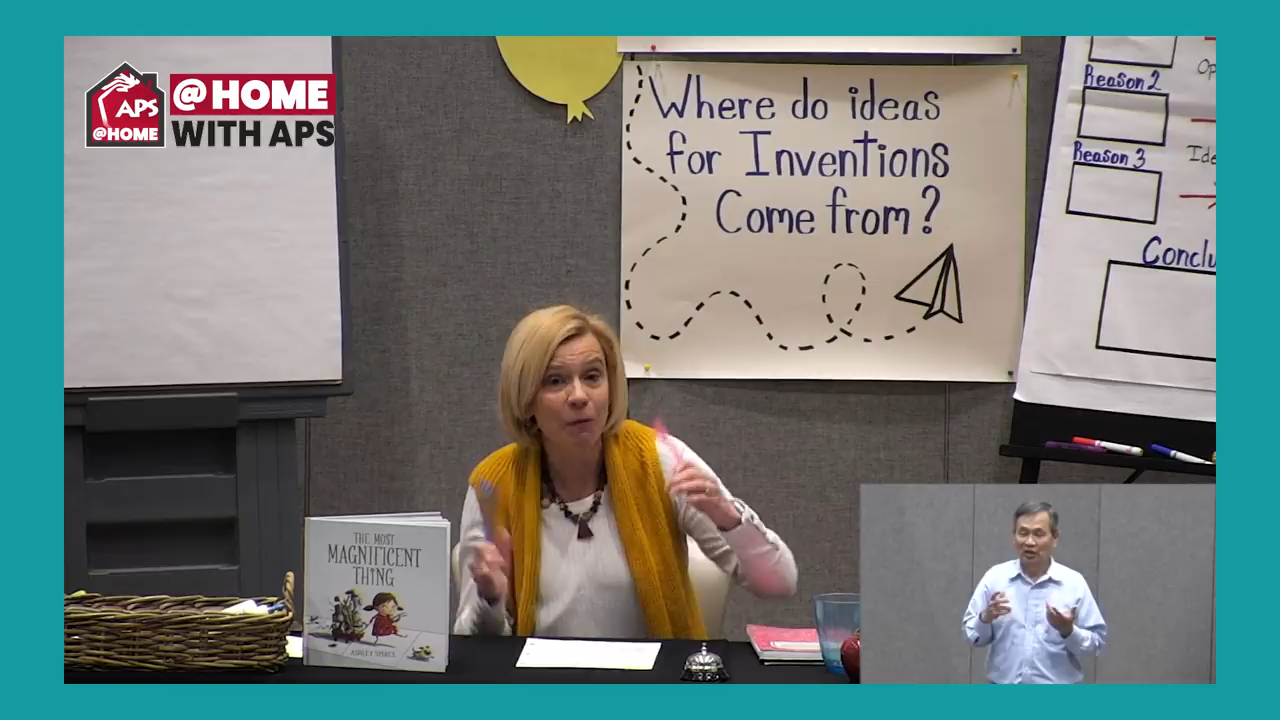 APS
@HOME
@HOME
WITH APS
Where do ideas
for Inventions
Come from?
Reason 2
Reason 3
THE MOST
MAGNIFICENT
THING
ASHLEY SPIRES